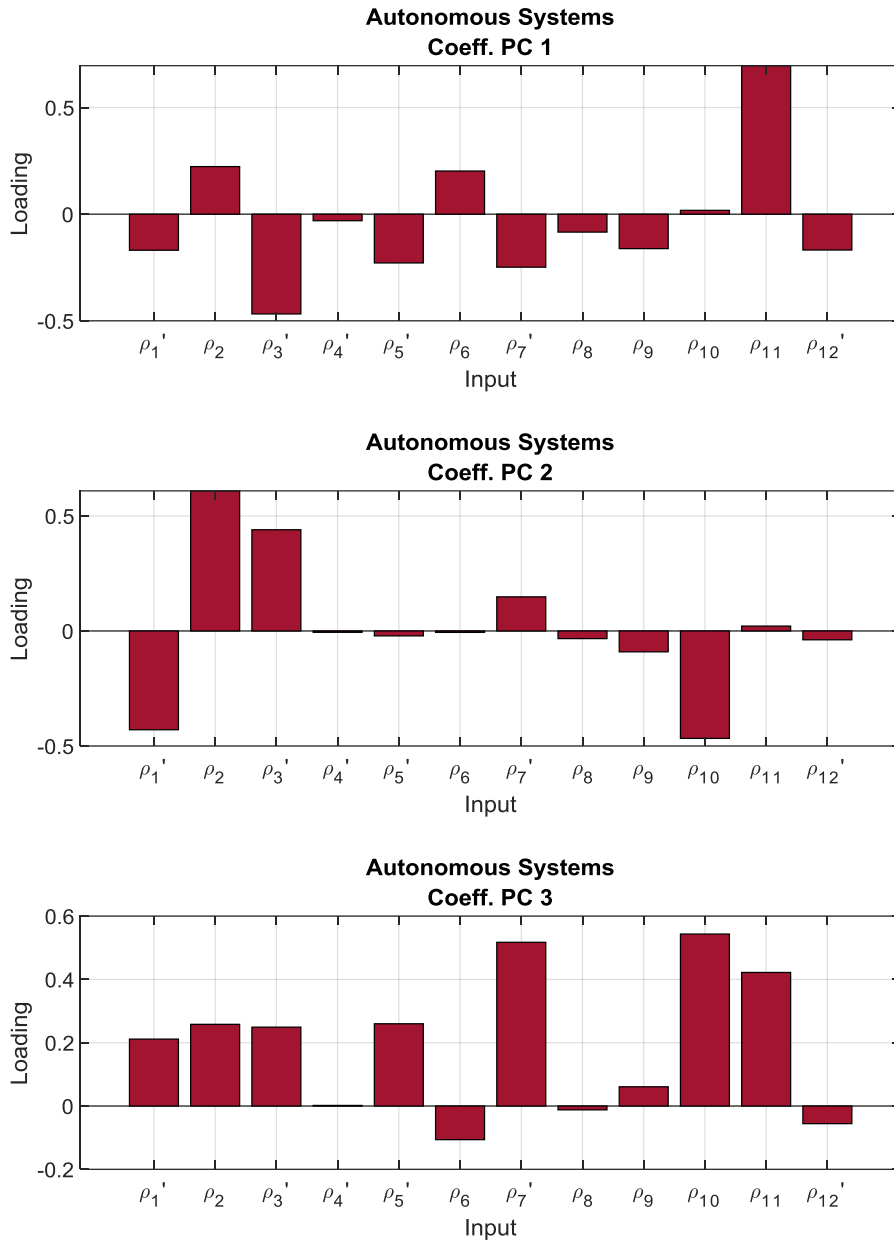 Autonomous Systems
Coeff. PC 1
0.5
0
-0.5
Loading
ρ₁' ρ₂ ρ₃' ρ₄' ρ₅' ρ₆ ρ₇' ρ₈ ρ₉ ρ₁₀ ρ₁₁ ρ₁₂'
Input
Autonomous Systems
Coeff. PC 2
0.5
0
-0.5
Loading
ρ₁' ρ₂ ρ₃' ρ₄' ρ₅' ρ₆ ρ₇' ρ₈ ρ₉ ρ₁₀ ρ₁₁ ρ₁₂'
Input
Autonomous Systems
Coeff. PC 3
0.6
0.4
0.2
0
-0.2
Loading
ρ₁' ρ₂ ρ₃' ρ₄' ρ₅' ρ₆ ρ₇' ρ₈ ρ₉ ρ₁₀ ρ₁₁ ρ₁₂'
Input